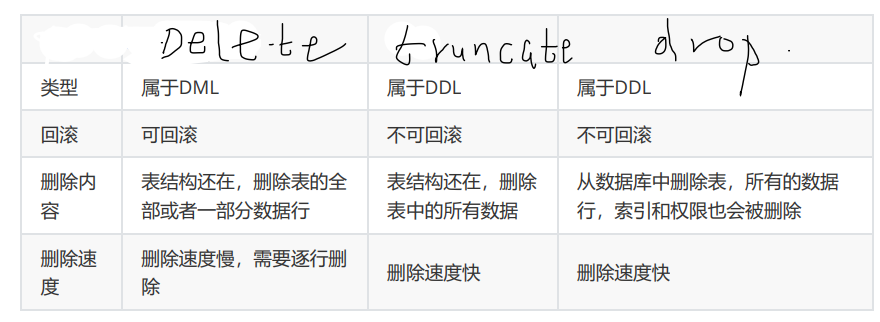 Delete truncate drop.
类型 属于DML 属于DDL 属于DDL
回滚 可回滚 不可回滚 不可回滚
删除内 表结构还在，删除表的全 表结构还在，删除 从数据库中删除表，所有的数据
容 部或者一部分数据行 表中的所有数据 行，索引和权限也会被删除
删除速 删除速度慢，需要逐行删 删除速度快 删除速度快
度 除